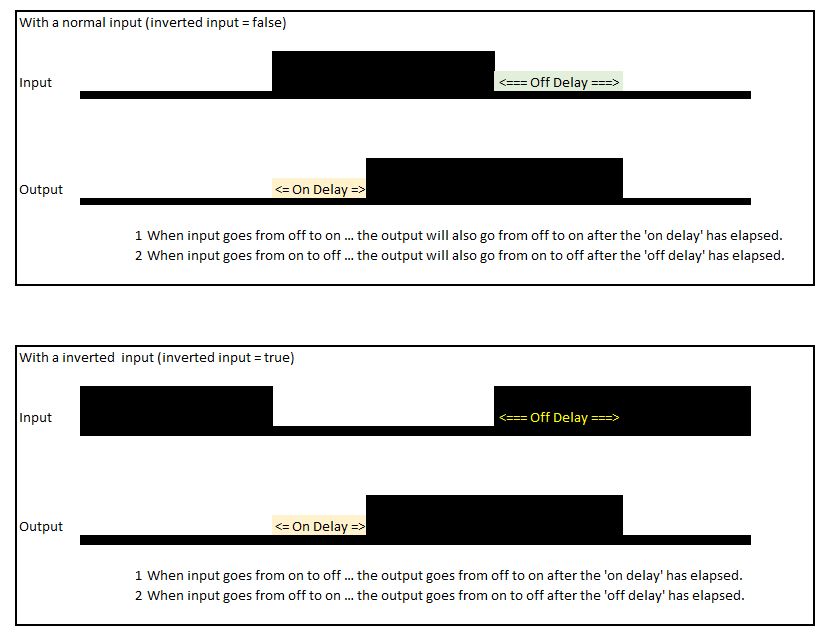 With a normal input (inverted input = false)
Input
<=== Off Delay ===>
Output
<= On Delay =>
1 When input goes from off to on ... the output will also go from off to on after the 'on delay' has elapsed.
2 When input goes from on to off ... the output will also go from on to off after the 'off delay' has elapsed.
With a inverted  input (inverted input = true)
Input
<=== Off Delay ===>
Output
<= On Delay =>
1 When input goes from on to off ... the output goes from off to on after the 'on delay' has elapsed.
2 When input goes from off to on ... the output goes from on to off after the 'off delay' has elapsed.